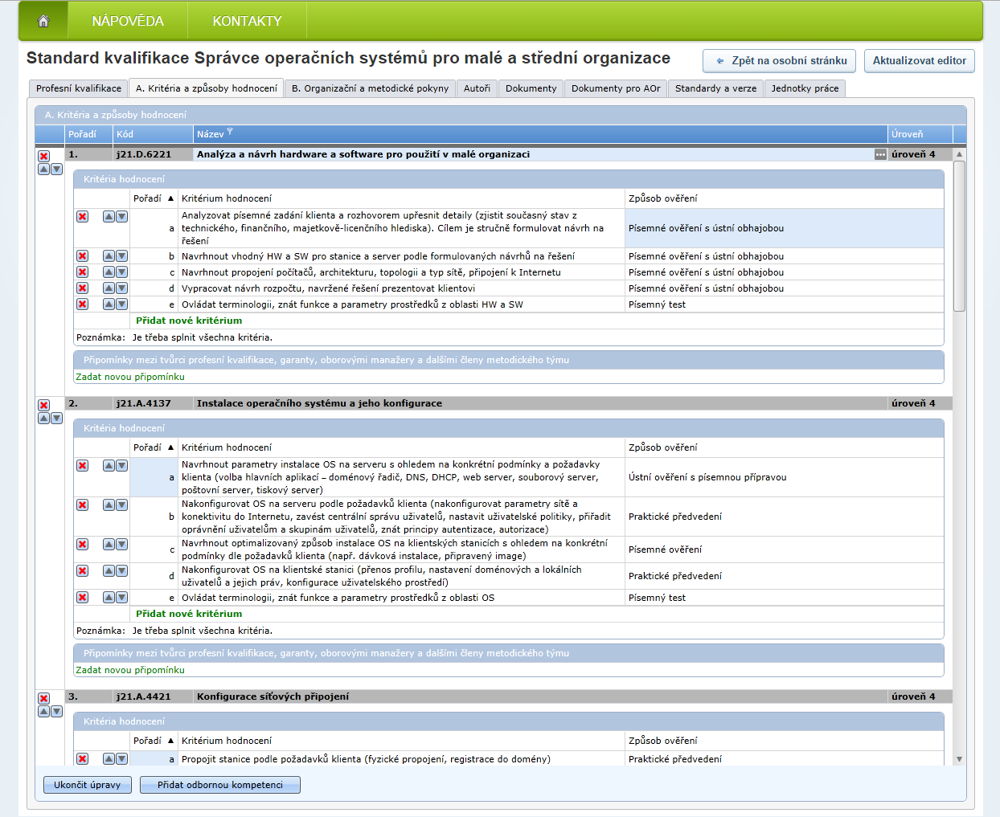 NÁPOVĚDA
KONTAKTY
Standard kvalifikace Správce operačních systémů pro malé a střední organizace
Zpět na osobní stránku
Aktualizovat editor
Profesní kvalifikace
A. Kritéria a způsoby hodnocení
B. Organizační a metodické pokyny
Autoři
Dokumenty
Dokumenty pro AOr
Standardy a verze
Jednotky práce
A. Kritéria a způsoby hodnocení
Pořadí Kód Název Úroveň
1. j21.D.6221 Analýza a návrh hardware a software pro použití v malé organizaci úroveň 4
Kritéria hodnocení
Pořadí Kritérium hodnocení Způsob ověření
Analyzovat písemné zadání klienta a rozhovorem upřesnit detaily (zjistit současný stav z
a technického, finančního, majetkově-licenčního hlediska). Cílem je stručně formulovat návrh na Písemné ověření s ústní obhajobou
řešení
b Navrhnout vhodný HW a SW pro stanice a server podle formulovaných návrhů na řešení Písemné ověření s ústní obhajobou
c Navrhnout propojení počítačů, architekturu, topologii a typ sítě, připojení k Internetu Písemné ověření s ústní obhajobou
d Vypracovat návrh rozpočtu, navržené řešení prezentovat klientovi Písemné ověření s ústní obhajobou
e Ovládat terminologii, znát funkce a parametry prostředků z oblasti HW a SW Písemný test
Přidat nové kritérium
Poznámka: Je třeba splnit všechna kritéria.
Připomínky mezi tvůrci profesní kvalifikace, garanty, oborovými manažery a dalšími členy metodického týmu
Zadat novou připomínku
2. j21.A.4137 Instalace operačního systému a jeho konfigurace úroveň 4
Kritéria hodnocení
Pořadí Kritérium hodnocení Způsob ověření
Navrhnout parametry instalace OS na serveru s ohledem na konkrétní podmínky a požadavky
a klienta (volba hlavních aplikací – doménový řadič, DNS, DHCP, web server, souborový server, Ústní ověření s písemnou přípravou
poštovní server, tiskový server)
Nakonfigurovat OS na serveru podle požadavků klienta (nakonfigurovat parametry sítě a
b konektivitu do Internetu, zavést centrální správu uživatelů, nastavit uživatelské politiky, přiřadit Praktické předvedení
oprávnění uživatelům a skupinám uživatelů, znát principy autentizace, autorizace)
Navrhnout optimalizovaný způsob instalace OS na klientských stanicích s ohledem na konkrétní
c podmínky dle požadavků klienta (např. dávková instalace, připravený image) Písemné ověření
Nakonfigurovat OS na klientské stanici (přenos profilu, nastavení doménových a lokálních
d uživatelů a jejich práv, konfigurace uživatelského prostředí) Praktické předvedení
e Ovládat terminologii, znát funkce a parametry prostředků z oblasti OS Písemný test
Přidat nové kritérium
Poznámka: Je třeba splnit všechna kritéria.
Připomínky mezi tvůrci profesní kvalifikace, garanty, oborovými manažery a dalšími členy metodického týmu
Zadat novou připomínku
3. j21.A.4421 Konfigurace síťových připojení úroveň 4
Kritéria hodnocení
Pořadí Kritérium hodnocení Způsob ověření
a Propojit stanice podle požadavků klienta (fyzické propojení, registrace do domény) Praktické předvedení
Ukončit úpravy
Přidat odbornou kompetenci